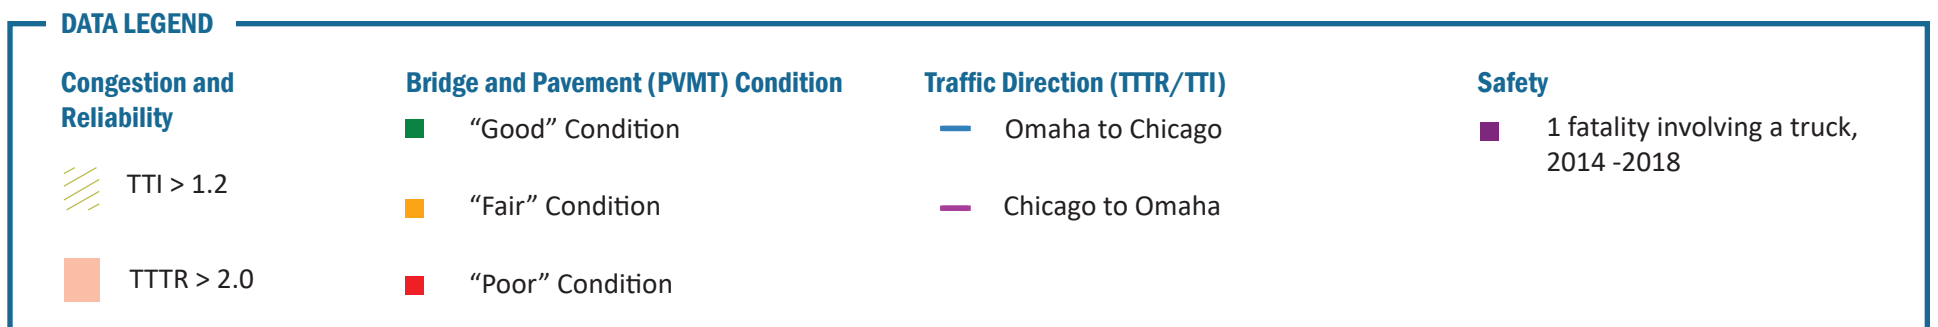 DATA LEGEND
Congestion and
Reliability
TTI > 1.2
TTTR > 2.0
Bridge and Pavement (PVMT) Condition
“Good” Condition
“Fair” Condition
“Poor” Condition
Traffic Direction (TTTR/TTI)
Omaha to Chicago
Chicago to Omaha
Safety
1 fatality involving a truck,
2014 -2018